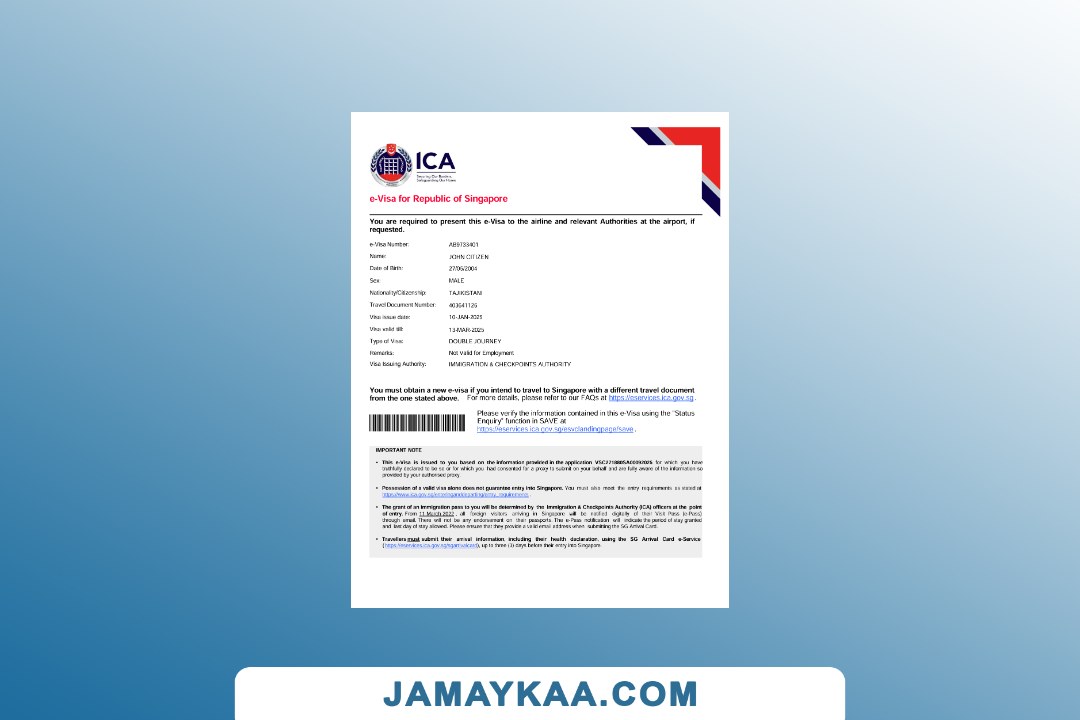 ICA
Securing Our Borders,
Safeguarding Our Home
e-Visa for Republic of Singapore
You are required to present this e-Visa to the airline and relevant Authorities at the airport, if
requested.
e-Visa Number: AB9733401
Name: JOHN CITIZEN
Date of Birth: 27/06/2004
Sex: MALE
Nationality/Citizenship: TAJIKISTANI
Travel Document Number: 403641126
Visa issue date: 10-JAN-2025
Visa valid till: 13-MAR-2025
Type of Visa: DOUBLE JOURNEY
Remarks: Not Valid for Employment
Visa Issuing Authority: IMMIGRATION & CHECKPOINTS AUTHORITY
You must obtain a new e-visa if you intend to travel to Singapore with a different travel document
from the one stated above. For more details, please refer to our FAQs at https://eservices.ica.gov.sg.
Please verify the information contained in this e-Visa using the "Status
Enquiry" function in SAVE at
https://eservices.ica.gov.sg/esvclandingpage/save.
IMPORTANT NOTE
• This e-Visa is issued to you based on the information provided in the application for which you have
truthfully declared to be so or for which you had consented for a proxy to submit on your behalf and are fully aware of the information so
provided by your authorised proxy.
• Possession of a valid visa alone does not guarantee entry into Singapore. You must also meet the entry requirements as stated at
https://www.ica.gov.sg/enteringanddeparting/entry_requirements.
• The grant of an immigration pass to you will be determined by the Immigration & Checkpoints Authority (ICA) officers at the point
of entry. From 11 March 2022, all foreign visitors arriving in Singapore will be notified digitally of their Visit Pass (e-Pass)
through email. There will not be any endorsement on their passports. The e-Pass notification will indicate the period of stay granted
and last day of stay allowed. Please ensure that they provide a valid email address when submitting the SG Arrival Card.
• Travellers must submit their arrival information, including their health declaration, using the SG Arrival Card e-Service
(https://eservices.ica.gov.sg/sgarrivalcard), up to three (3) days before their entry into Singapore.
JAMAYKAA.COM